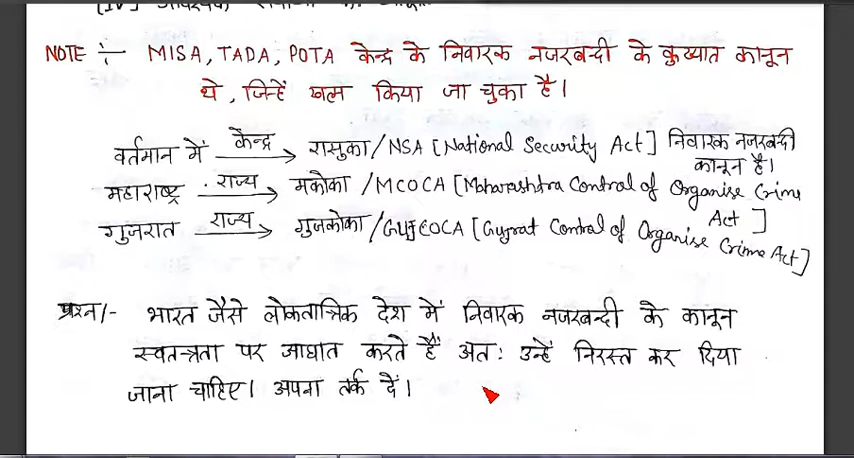 NOTE :- MISA, TADA, POTA केन्द्र के निवारक नजरबन्दी के कुख्यात कानून
थे, जिन्हें खत्म किया जा चुका है।
वर्तमान में केन्द्र → रासुका/NSA [National Security Act] निवारक नजरबंदी
कानून है।
महाराष्ट्र राज्य → मकोका/MCOCA [Maharashtra Control of Organise Crime
Act]
गुजरात राज्य → गुजकोका/GUJCOCA [Gujrat Control of Organise Crime Act]
प्रश्न/- भारत जैसे लोकतान्त्रिक देश में निवारक नजरबन्दी के कानून
स्वतन्त्रता पर आघात करते हैं अतः उन्हें निरस्त कर दिया
जाना चाहिए। अपना तर्क दें।